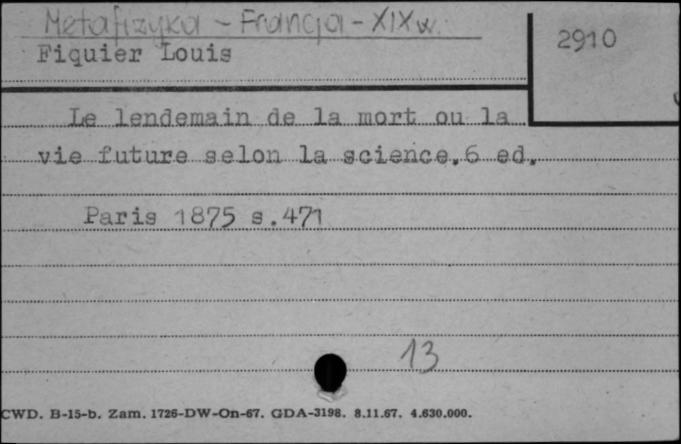 Metafizyka - Francja - XIX w.
2910
Fiquier Louis
Le lendemain de la mort ou la
vie future selon la science.6 ed.
Paris 1875 s.471
13
CWD. B-15-b. Zam. 1726-DW-On-67. GDA-3198. 8.11.67. 4.630.000.